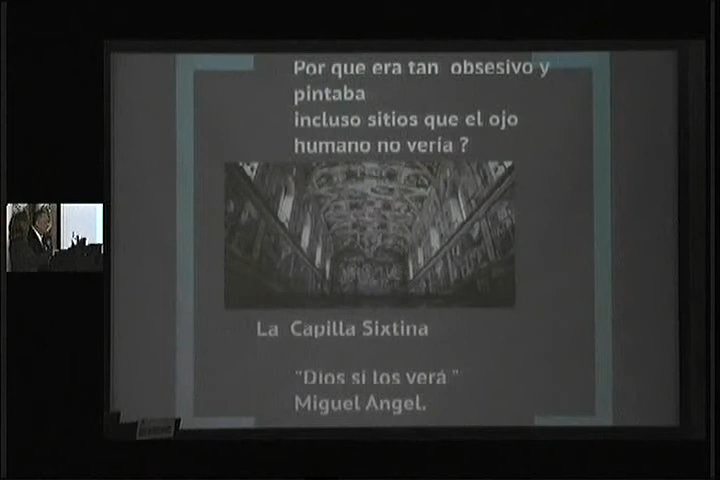 Por que era tan obsesivo y
pintaba
incluso sitios que el ojo
humano no vería ?
La Capilla Sixtina
"Dios si los verá "
Miguel Angel.